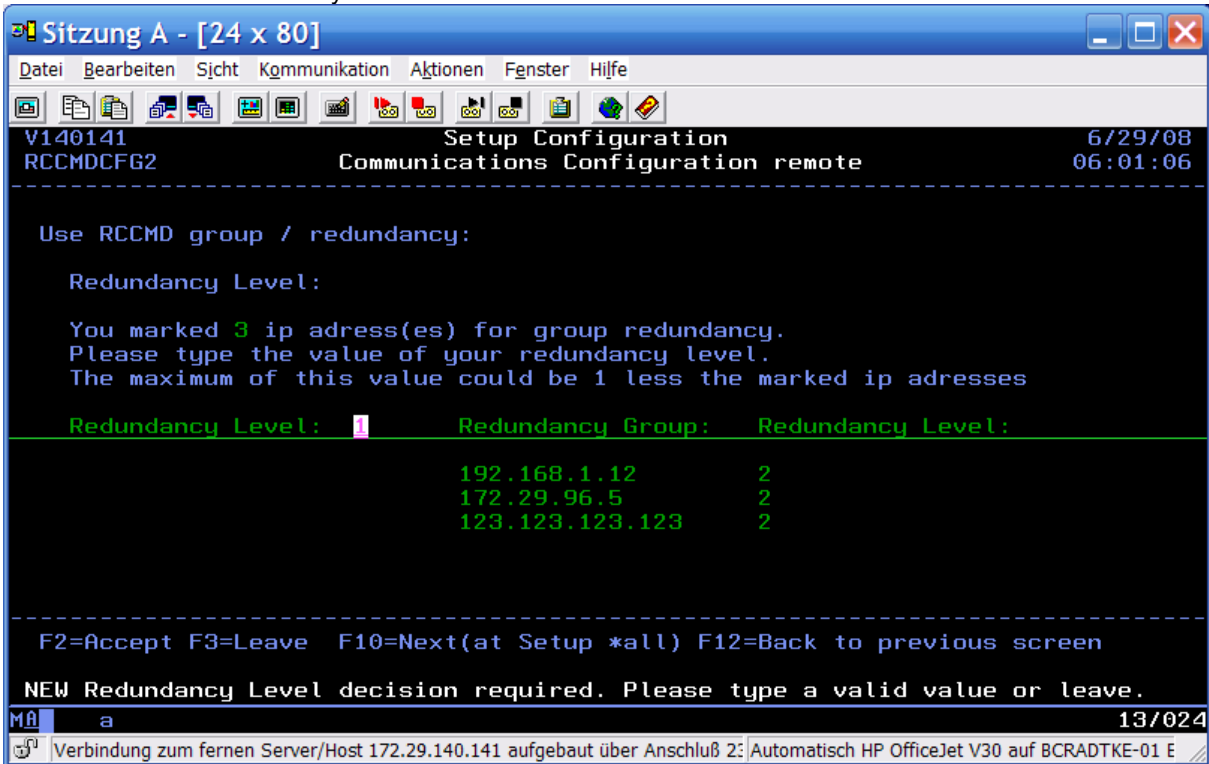 Sitzung A - [24 x 80]
Datei Bearbeiten Sicht Kommunikation Aktionen Fenster Hilfe
V140141 Setup Configuration 6/29/08
RCCMDCFG2 Communications Configuration remote 06:01:06
Use RCCMD group / redundancy:
Redundancy Level:
You marked 3 ip adress(es) for group redundancy.
Please type the value of your redundancy level.
The maximum of this value could be 1 less the marked ip adresses
Redundancy Level: 1 Redundancy Group: Redundancy Level:
192.168.1.12 2
172.29.96.5 2
123.123.123.123 2
F2=Accept F3=Leave F10=Next(at Setup *all) F12=Back to previous screen
NEW Redundancy Level decision required. Please type a valid value or leave.
MA a 13/024
Verbindung zum fernen Server/Host 172.29.140.141 aufgebaut über Anschluß 23 Automatisch HP OfficeJet V30 auf BCRADTKE-01 E